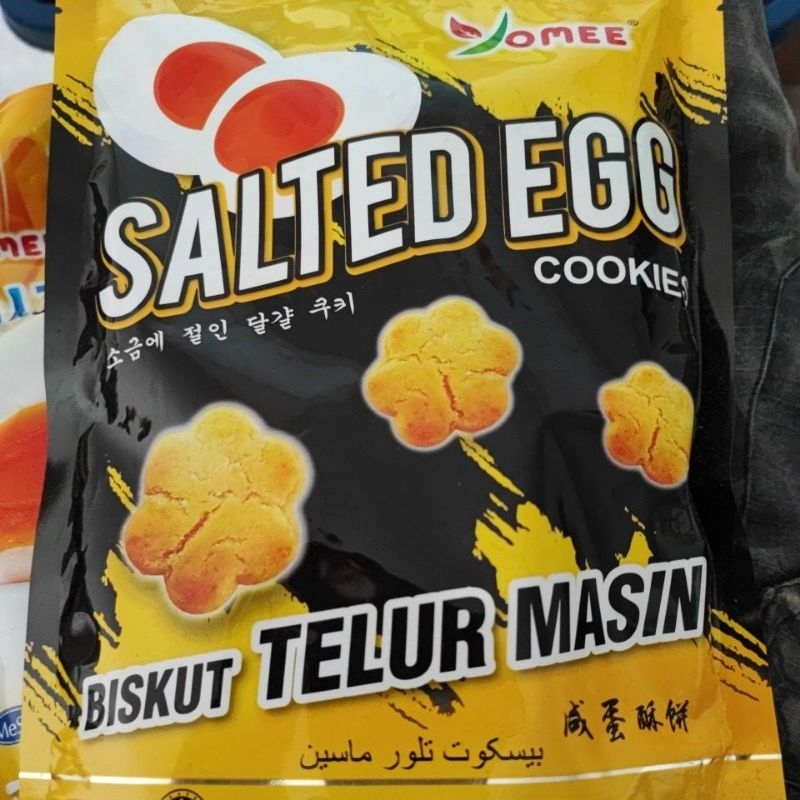 YOMEE®
SALTED EGG
COOKIES
소금에 절인 달걀 쿠키
BISKUT TELUR MASIN
咸蛋酥饼
بيسكوت تلور ماسين